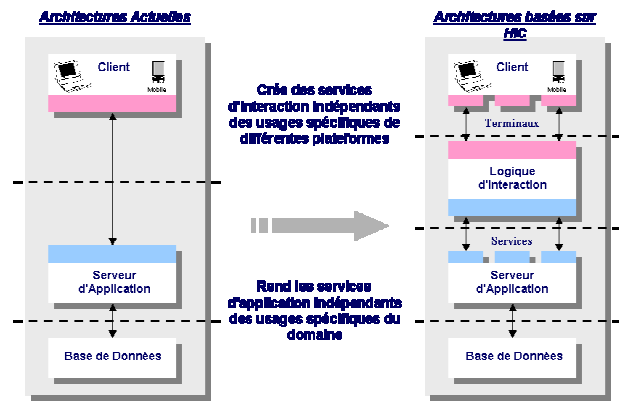 Architectures Actuelles
Client
Mobile
Serveur
d'Application
Base de Données
Crée des services
d'interaction indépendants
des usages spécifiques de
différentes plateformes
Rend les services
d'application indépendants
des usages spécifiques du
domaine
Architectures basées sur
HIC
Client
Mobile
Terminaux
Logique
d'Interaction
Services
Serveur
d'Application
Base de Données